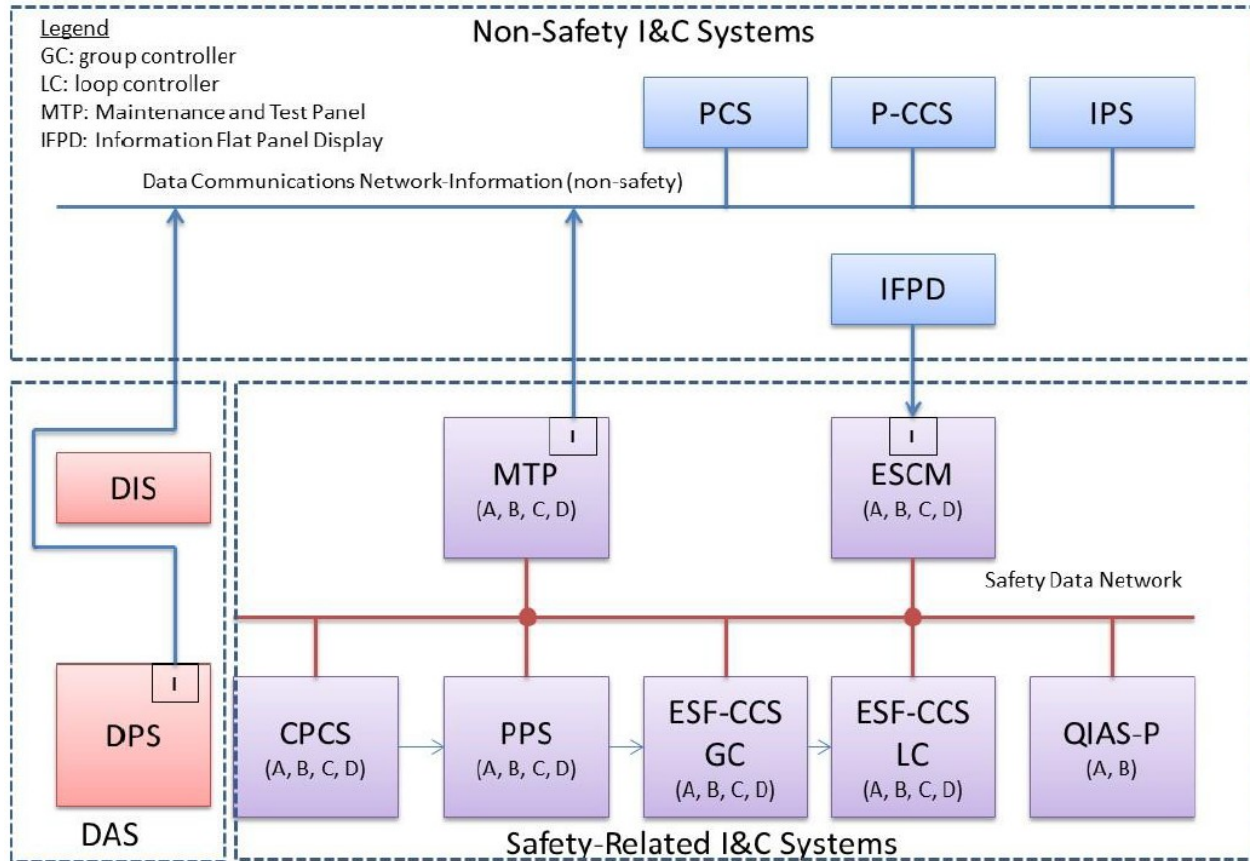 Legend
GC: group controller
LC: loop controller
MTP: Maintenance and Test Panel
IFPD: Information Flat Panel Display
Non-Safety I&C Systems
PCS
P-CCS
IPS
Data Communications Network-Information (non-safety)
IFPD
DIS
I
MTP
(A, B, C, D)
I
ESCM
(A, B, C, D)
Safety Data Network
I
DPS
DAS
CPCS
(A, B, C, D)
PPS
(A, B, C, D)
ESF-CCS
GC
(A, B, C, D)
ESF-CCS
LC
(A, B, C, D)
QIAS-P
(A, B)
Safety-Related I&C Systems